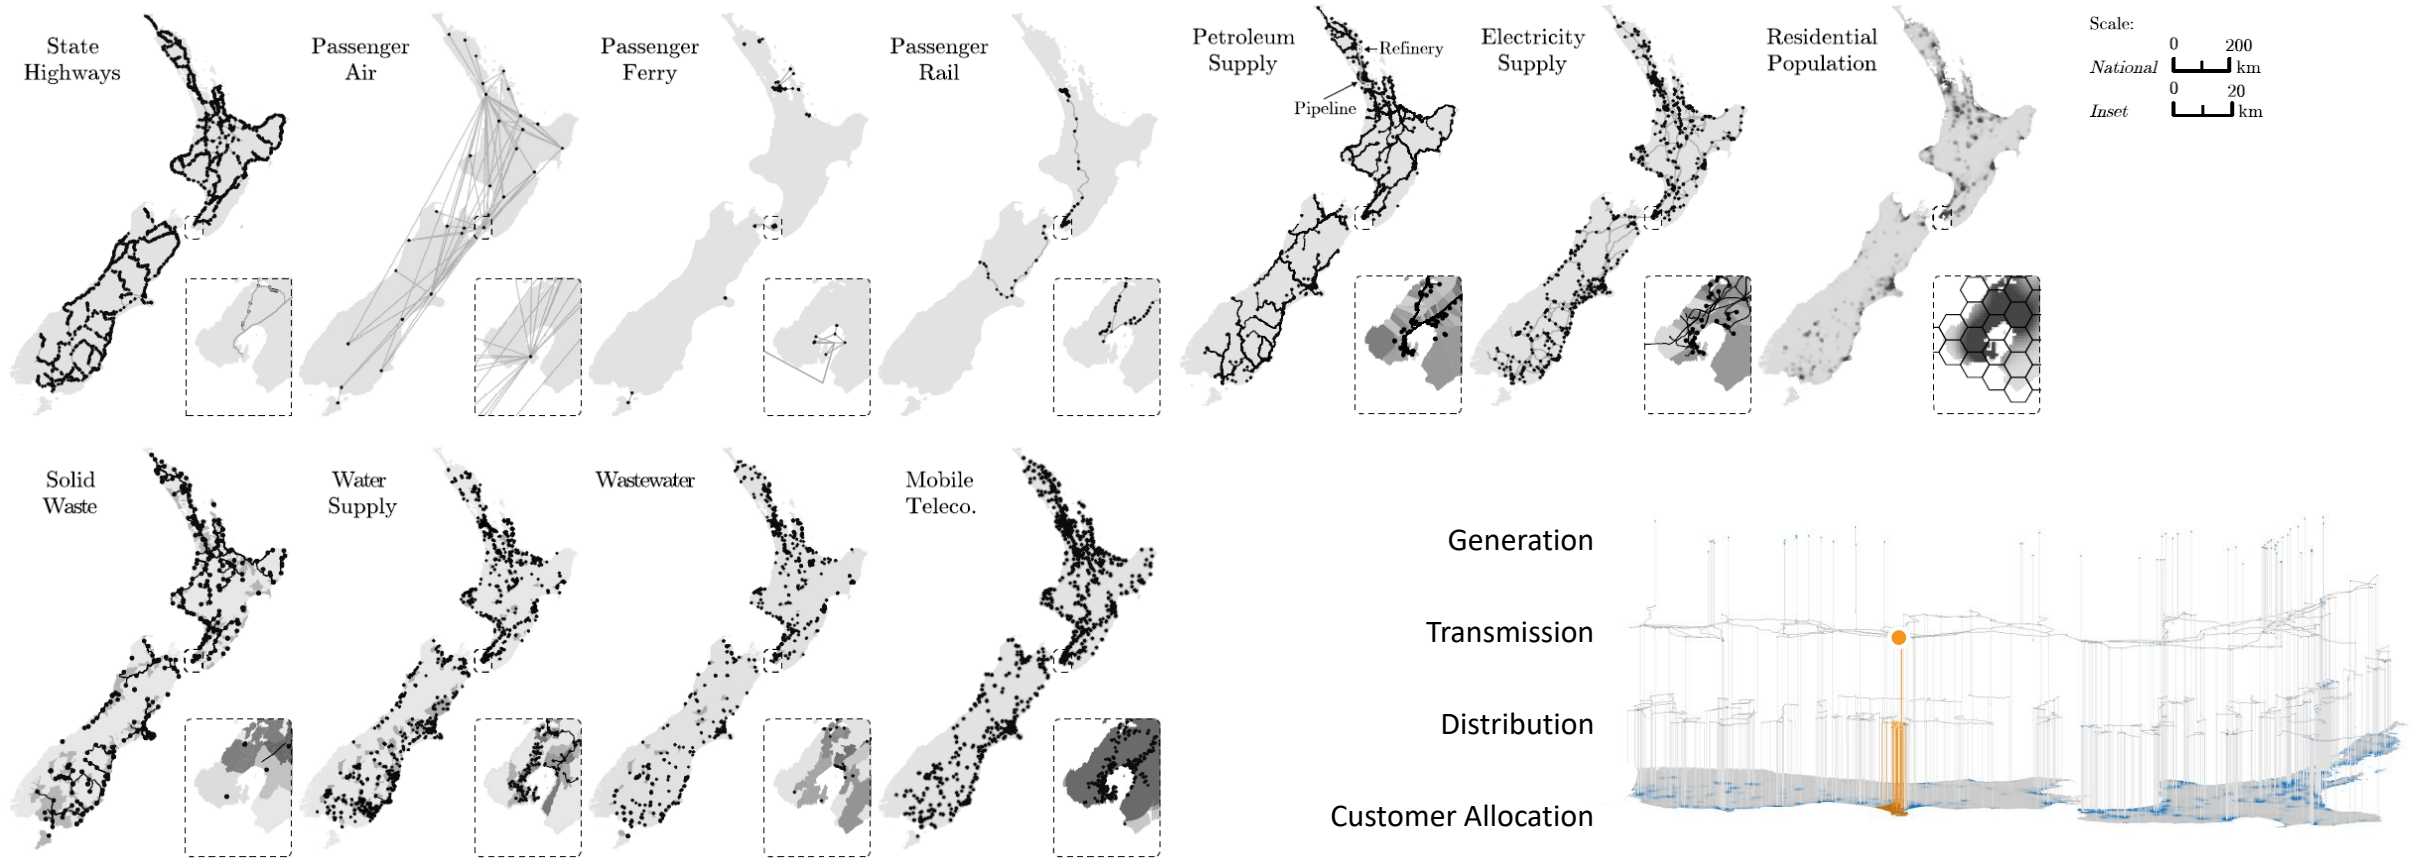 State
Highways
Passenger
Air
Passenger
Ferry
Passenger
Rail
Petroleum
Supply
Refinery
Pipeline
Electricity
Supply
Residential
Population
Scale:
0 200
National km
0 20
Inset km
Solid
Waste
Water
Supply
Wastewater
Mobile
Teleco.
Generation
Transmission
Distribution
Customer Allocation